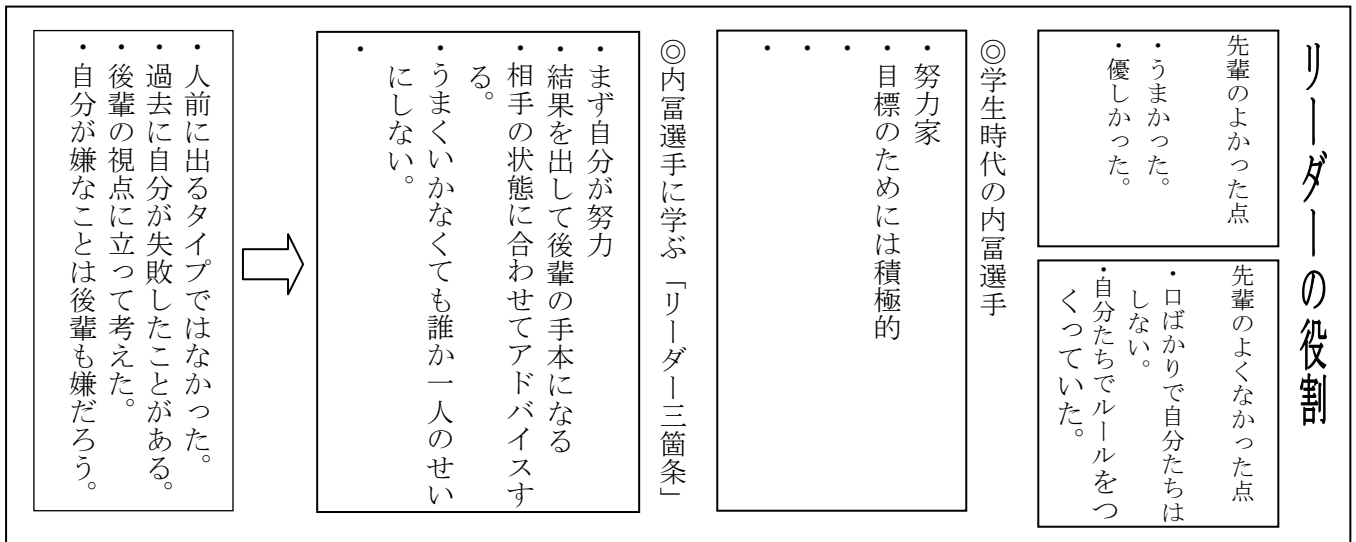 リーダーの役割
先輩のよかった点
・うまかった。
・優しかった。
先輩のよくなかった点
・口ばかりで自分たちは
しない。
・自分たちでルールをつ
くっていた。
◎学生時代の内冨選手
・努力家
・目標のためには積極的
・
・
・
◎内冨選手に学ぶ「リーダー三箇条」
・まず自分が努力
・結果を出して後輩の手本になる
・相手の状態に合わせてアドバイスす
る。
・うまくいかなくても誰か一人のせい
にしない。
・
・人前に出るタイプではなかった。
・過去に自分が失敗したことがある。
・後輩の視点に立って考えた。
・自分が嫌なことは後輩も嫌だろう。